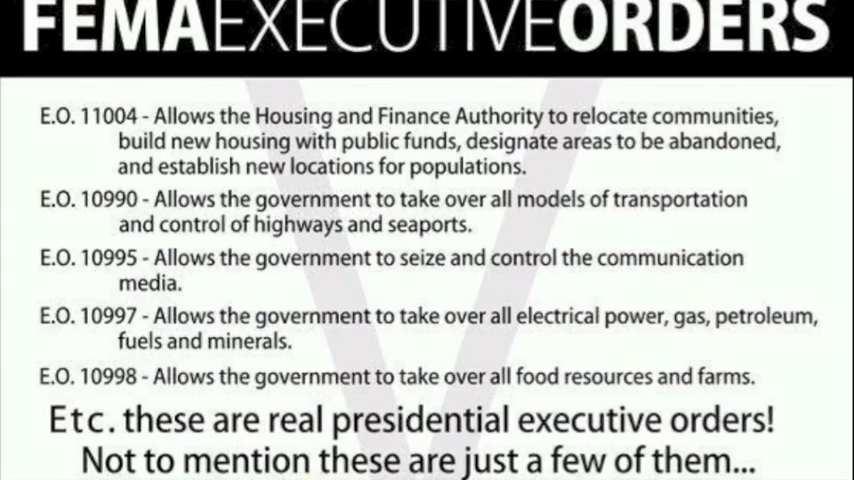 FEMAEXECUTIVEORDERS
E.O. 11004 - Allows the Housing and Finance Authority to relocate communities,
build new housing with public funds, designate areas to be abandoned,
and establish new locations for populations.
E.O. 10990 - Allows the government to take over all models of transportation
and control of highways and seaports.
E.O. 10995 - Allows the government to seize and control the communication
media.
E.O. 10997 - Allows the government to take over all electrical power, gas, petroleum,
fuels and minerals.
E.O. 10998 - Allows the government to take over all food resources and farms.
Etc. these are real presidential executive orders!
Not to mention these are just a few of them...